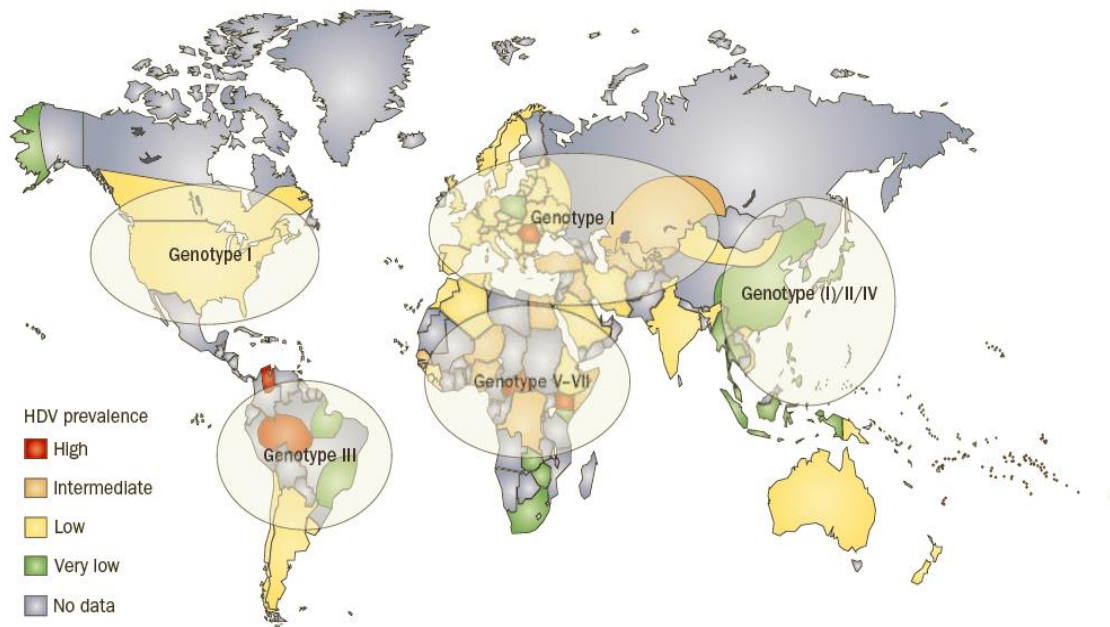 Genotype I
Genotype I
Genotype (I)/II/IV
Genotype V–VII
Genotype III
HDV prevalence
High
Intermediate
Low
Very low
No data